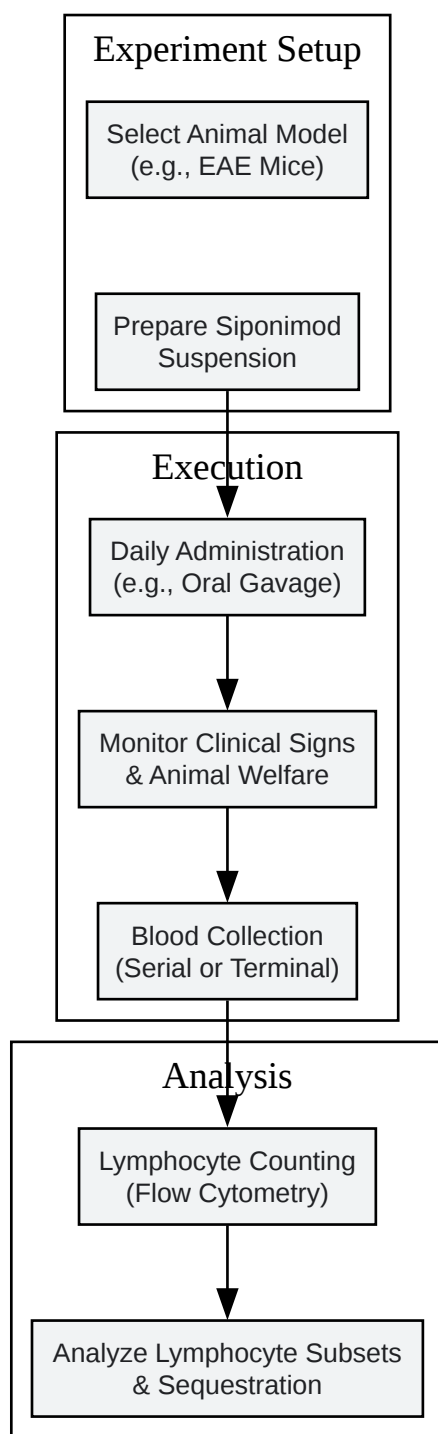 Experiment Setup
Select Animal Model
(e.g., EAE Mice)
Prepare Siponimod
Suspension
Execution
Daily Administration
(e.g., Oral Gavage)
Monitor Clinical Signs
& Animal Welfare
Blood Collection
(Serial or Terminal)
Analysis
Lymphocyte Counting
(Flow Cytometry)
Analyze Lymphocyte Subsets
& Sequestration